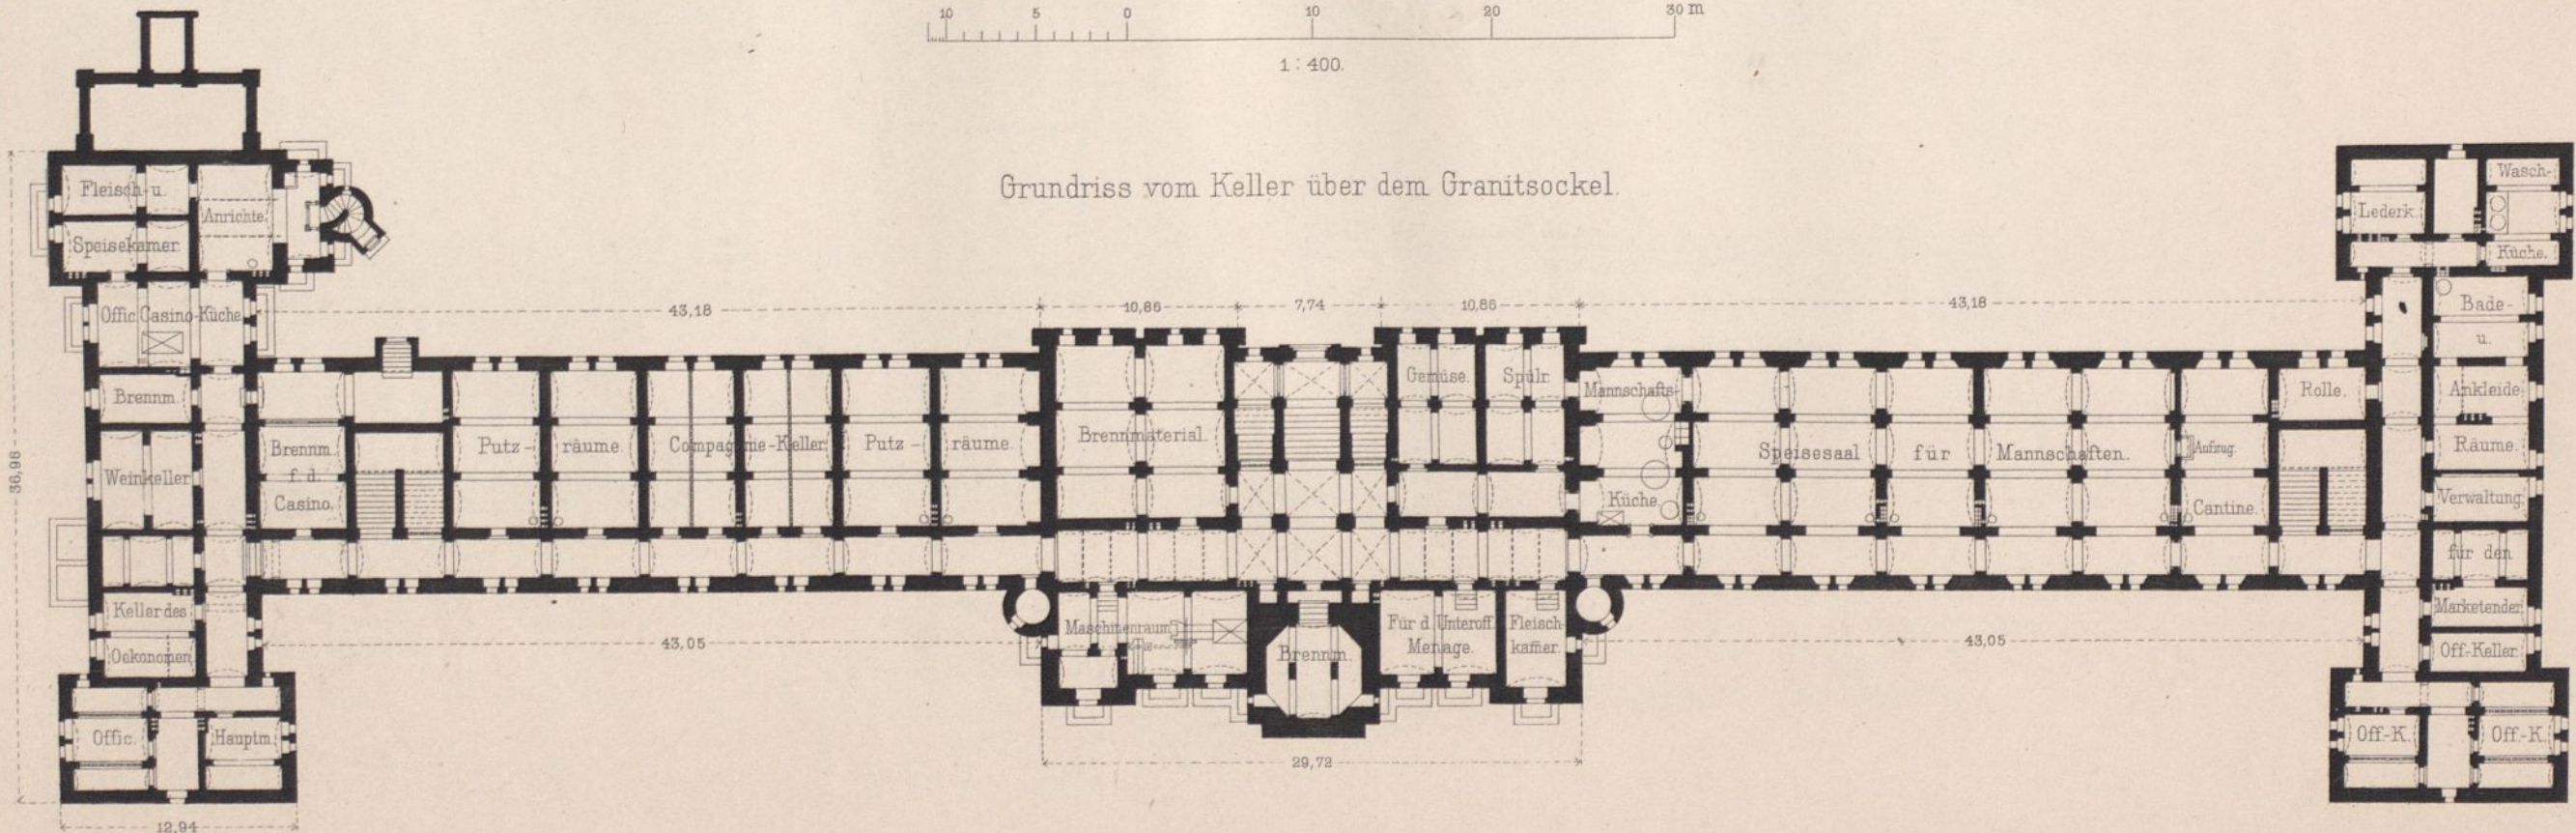 10 5 0 10 20 30 m
1 : 400.
Grundriss vom Keller über dem Granitsockel.
Fleisch-u.
Speisekamer.
Anrichte.
Offic. Casino-Küche.
Brennm.
Weinkeller
Keller des
Oekonomen
Offic.
Hauptm.
36,96
12,94
43,18
10,86
7,74
10,86
43,18
Brennm.
f. d.
Casino.
Putz-
räume.
Compagnie-Keller.
Putz-
räume.
Brennmaterial.
Gemüse.
Spülr.
Mannschafts-
Küche
Speisesaal für Mannschaften.
Aufzug.
Cantine.
Rolle.
Maschinenraum
Brennm.
Für d. Unteroff.
Menage.
Fleisch-
kamer.
43,05
43,05
29,72
Lederk.
Wasch-
Küche.
Bade-
u.
Ankleide
Räume.
Verwaltung.
für den
Marketender
Off.-Keller
Off.-K.
Off.-K.